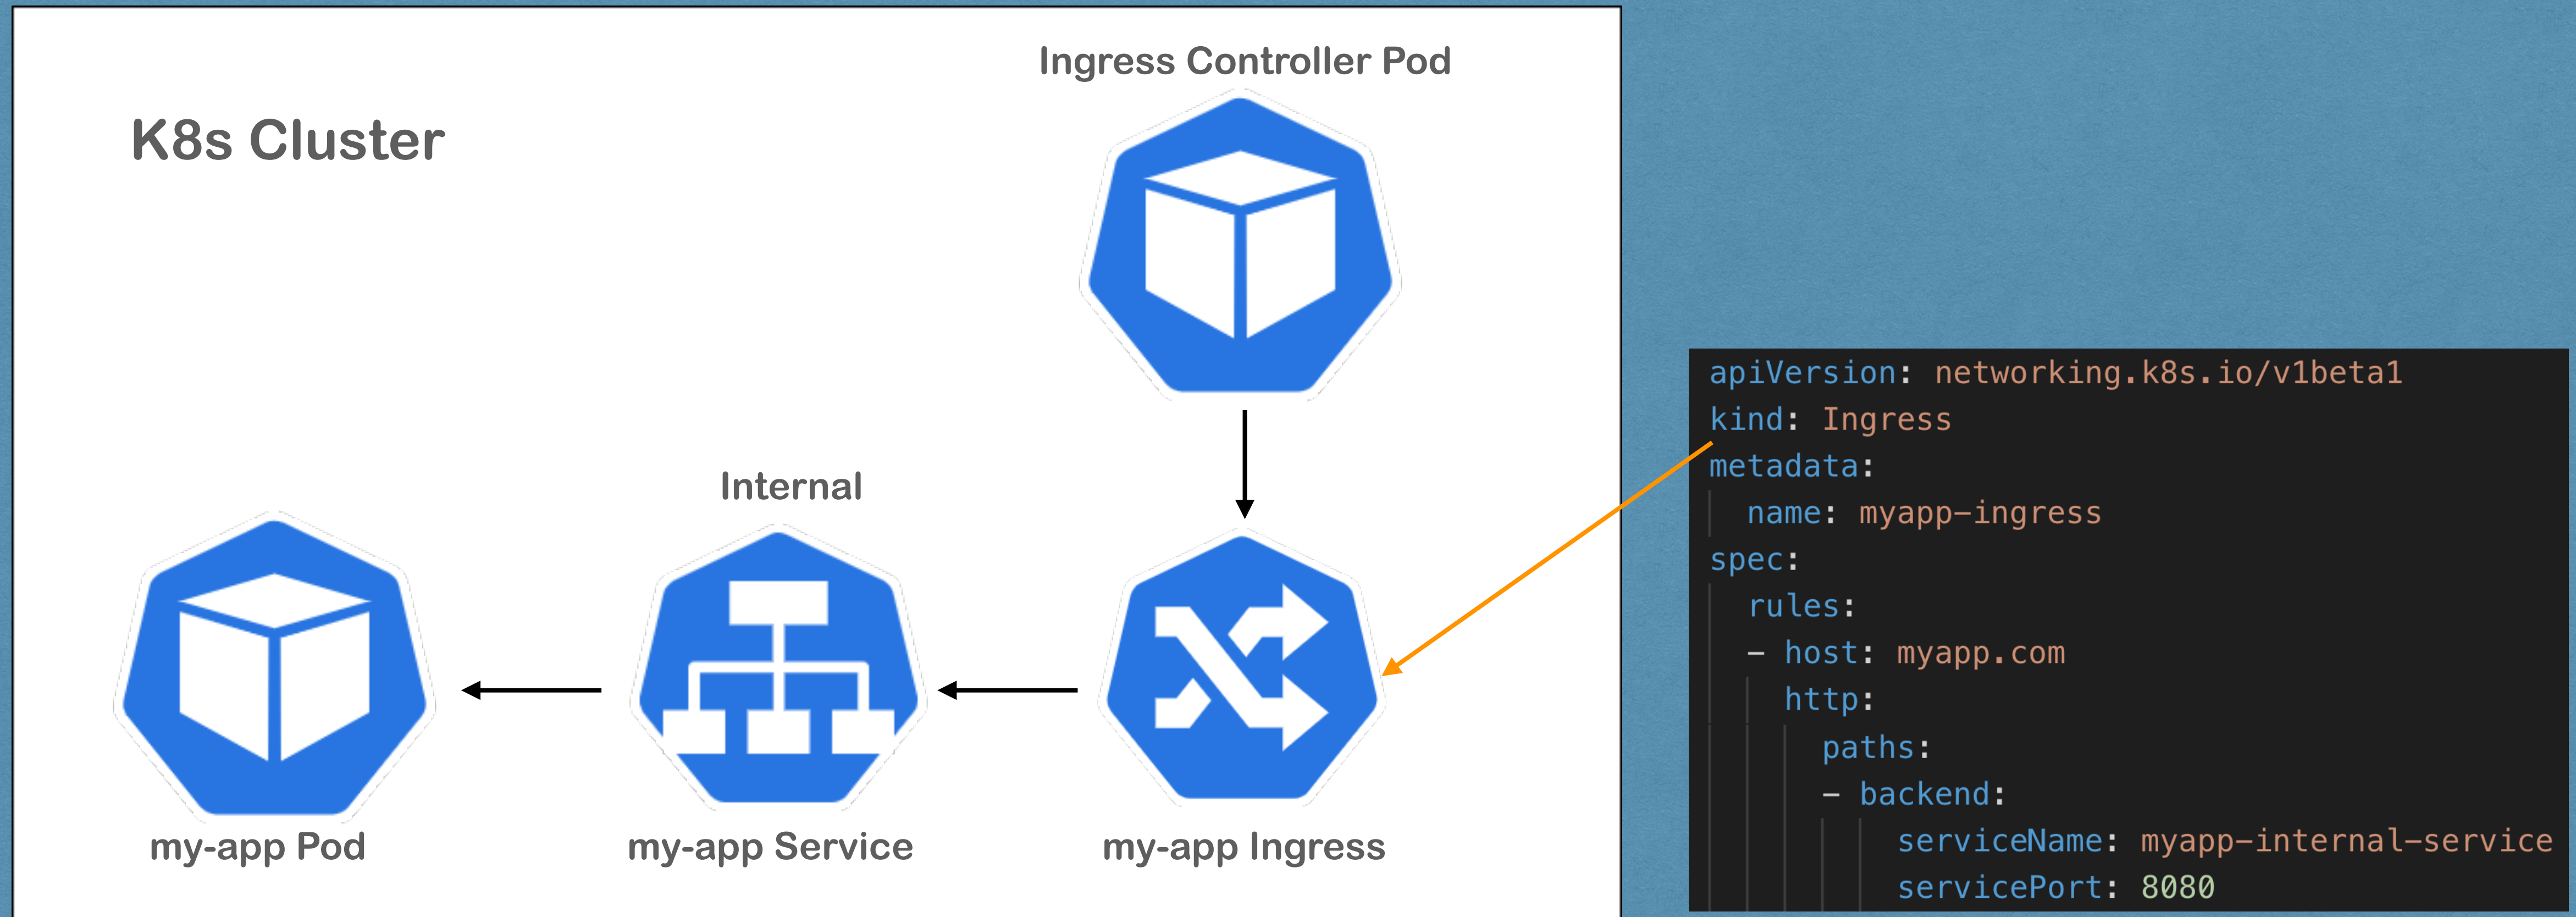 Ingress Controller Pod
K8s Cluster
Internal
my-app Pod
my-app Service
my-app Ingress
apiVersion: networking.k8s.io/v1beta1
kind: Ingress
metadata:
  name: myapp-ingress
spec:
  rules:
  - host: myapp.com
    http:
      paths:
      - backend:
          serviceName: myapp-internal-service
          servicePort: 8080